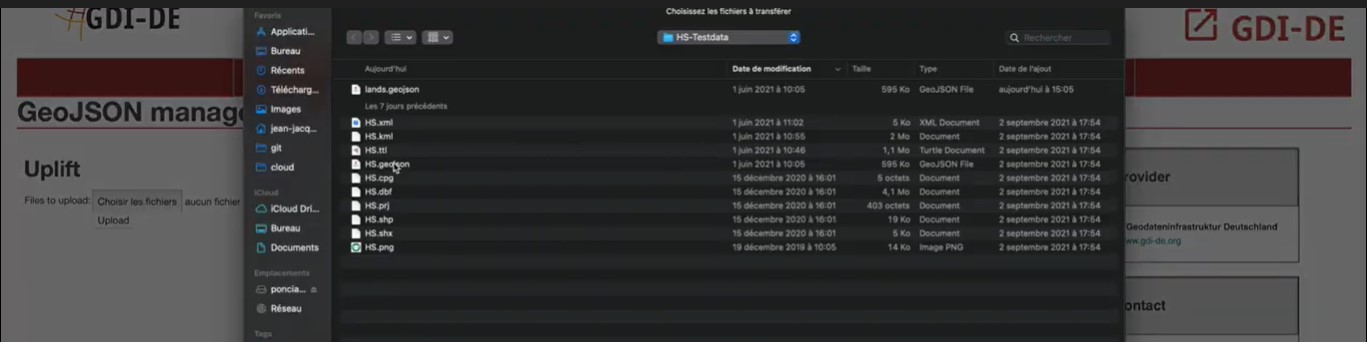 #GDI-DE
Choisissez les fichiers à transférer
GDI-DE
Favoris
Applicati...
Bureau
Récents
Télécharg...
Images
jean-jacq...
git
cloud
iCloud
iCloud Dri...
Bureau
Documents
Emplacements
poncia...
Réseau
Tags
HS-Testdata
Rechercher
Aujourd'hui Date de modification Taille Type Date de l'ajout
lands.geojson 1 juin 2021 à 10:05 595 Ko GeoJSON File aujourd'hui à 15:05
Les 7 jours précédents
HS.xml 1 juin 2021 à 11:02 5 Ko XML Document 2 septembre 2021 à 17:54
HS.kml 1 juin 2021 à 10:55 2 Mo Document 2 septembre 2021 à 17:54
HS.ttl 1 juin 2021 à 10:46 1,1 Mo Turtle Document 2 septembre 2021 à 17:54
HS.geojson 1 juin 2021 à 10:05 595 Ko GeoJSON File 2 septembre 2021 à 17:54
HS.cpg 15 décembre 2020 à 16:01 5 octets Document 2 septembre 2021 à 17:54
HS.dbf 15 décembre 2020 à 16:01 4,1 Mo Document 2 septembre 2021 à 17:54
HS.prj 15 décembre 2020 à 16:01 403 octets Document 2 septembre 2021 à 17:54
HS.shp 15 décembre 2020 à 16:01 19 Ko Document 2 septembre 2021 à 17:54
HS.shx 15 décembre 2020 à 16:01 5 Ko Document 2 septembre 2021 à 17:54
HS.png 19 décembre 2019 à 10:05 14 Ko Image PNG 2 septembre 2021 à 17:54
GeoJSON manag
Uplift
Files to upload: Choisir les fichiers aucun fichier
Upload
rovider
Geodateninfrastruktur Deutschland
ww.gdi-de.org
ontact